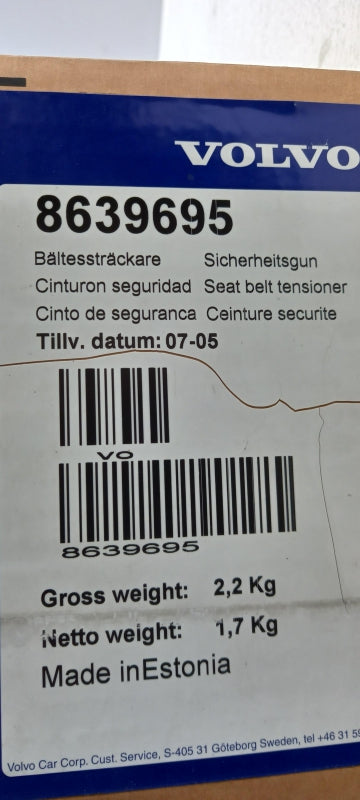 VOLVO
8639695
Bältessträckare Sicherheitsgun
Cinturon seguridad Seat belt tensioner
Cinto de seguranca Ceinture securite
Tillv. datum: 07-05
VO
8639695
Gross weight: 2,2 Kg
Netto weight: 1,7 Kg
Made inEstonia
Volvo Car Corp. Cust. Service, S-405 31 Göteborg Sweden, tel +46 31 59